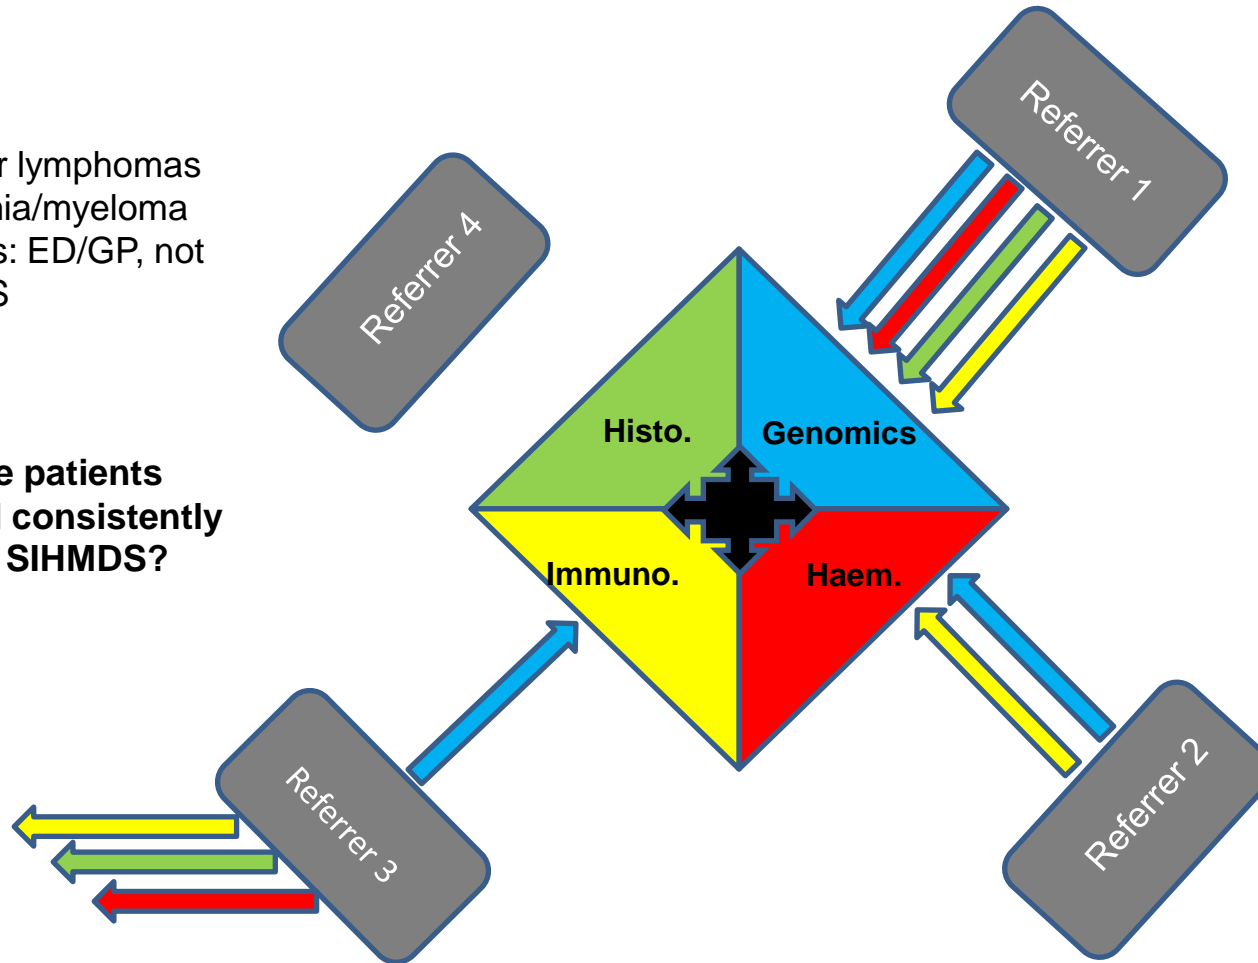 r lymphomas
nia/myeloma
s: ED/GP, not
S
e patients
l consistently
SIHMDS?
Referrer 4
Referrer 1
Histo.
Genomics
Immuno.
Haem.
Referrer 3
Referrer 2